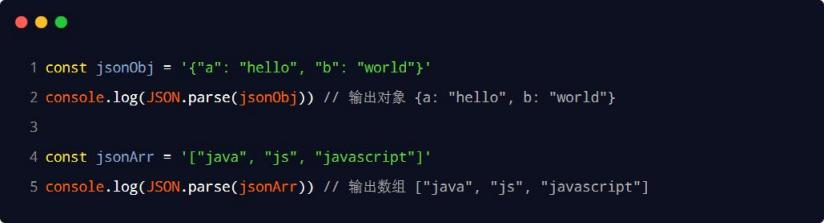 1 const jsonObj = '{"a": "hello", "b": "world"}'
2 console.log(JSON.parse(jsonObj)) // 输出对象 {a: "hello", b: "world"}
3
4 const jsonArr = '["java", "js", "javascript"]'
5 console.log(JSON.parse(jsonArr)) // 输出数组 ["java", "js", "javascript"]